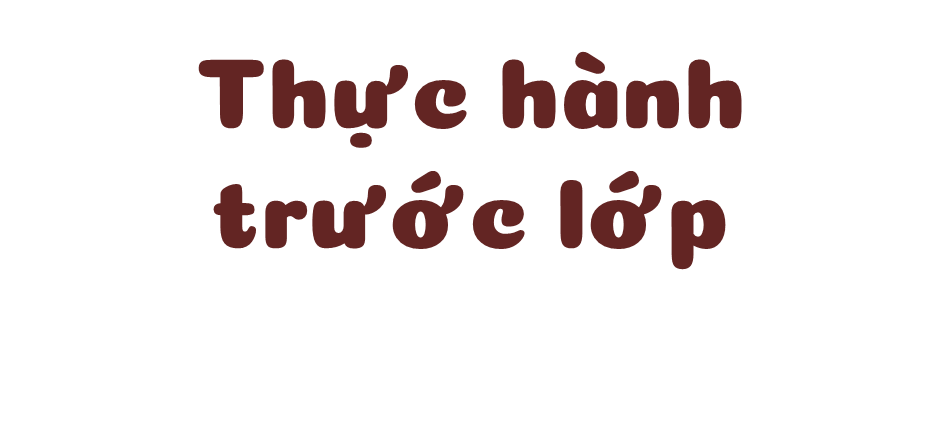 Thực hành
trước lớp